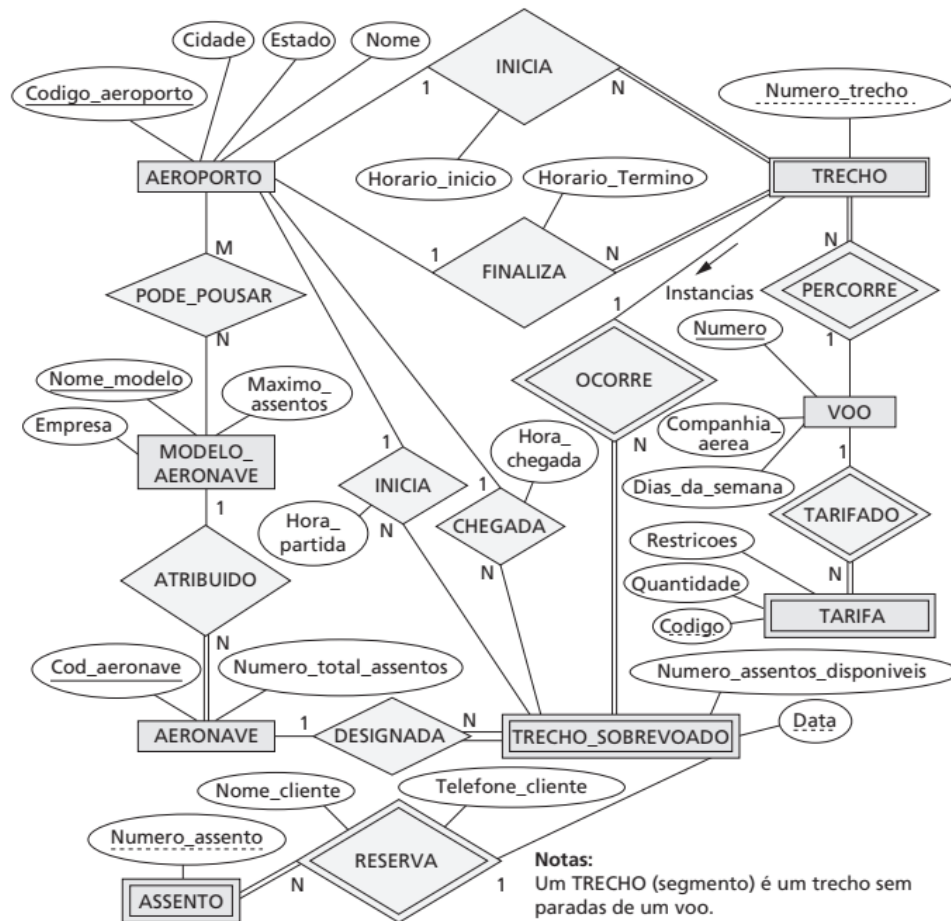 Cidade
Estado
Nome
INICIA
Codigo_aeroporto
1
N
Numero_trecho
AEROPORTO
Horario_inicio
Horario_Termino
TRECHO
M
1
N
N
FINALIZA
PODE_POUSAR
Instancias
PERCORRE
1
N
Numero
1
Nome_modelo
Maximo_
assentos
OCORRE
Empresa
VOO
Companhia_
aerea
N
Hora_
chegada
MODELO_
AERONAVE
1
1
1
INICIA
Dias_da_semana
1
Hora_
partida
N
CHEGADA
TARIFADO
Restricoes
ATRIBUIDO
N
N
Quantidade
TARIFA
Codigo
N
Cod_aeronave
Numero_total_assentos
Numero_assentos_disponiveis
1
N
Data
AERONAVE
DESIGNADA
TRECHO_SOBREVOADO
Nome_cliente
Telefone_cliente
Numero_assento
RESERVA
N
1
ASSENTO
Notas:
Um TRECHO (segmento) é um trecho sem
paradas de um voo.